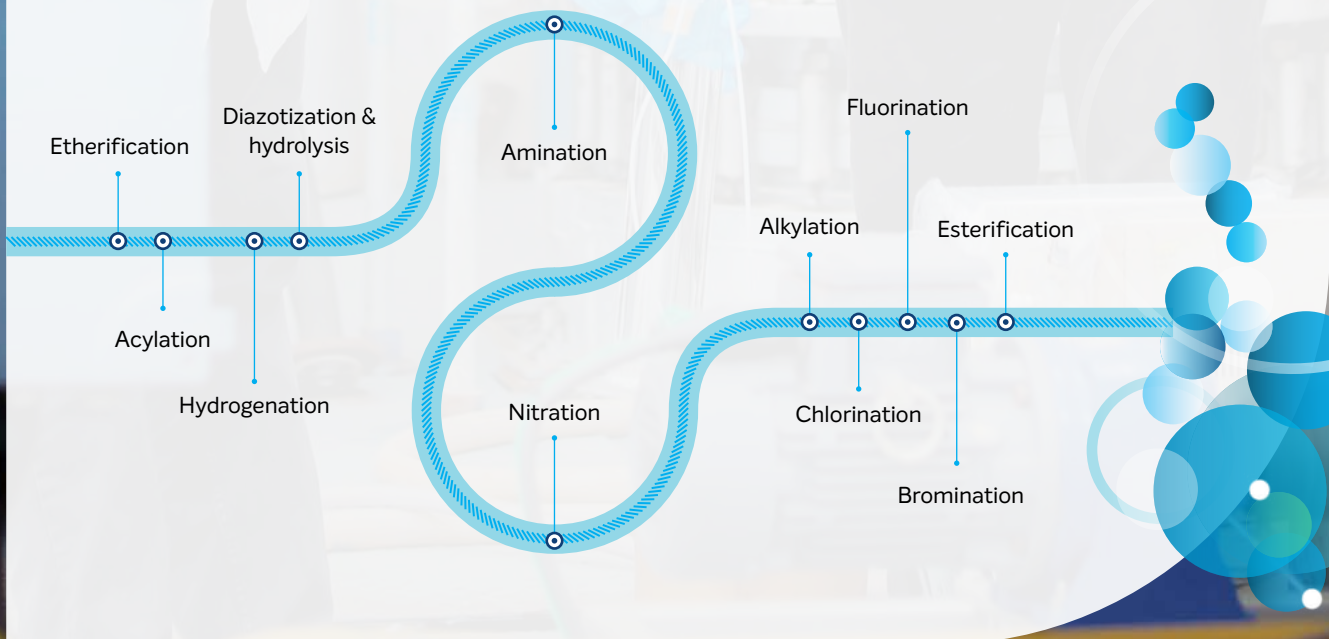 Etherification
Acylation
Hydrogenation
Diazotization &
hydrolysis
Amination
Nitration
Alkylation
Chlorination
Fluorination
Bromination
Esterification